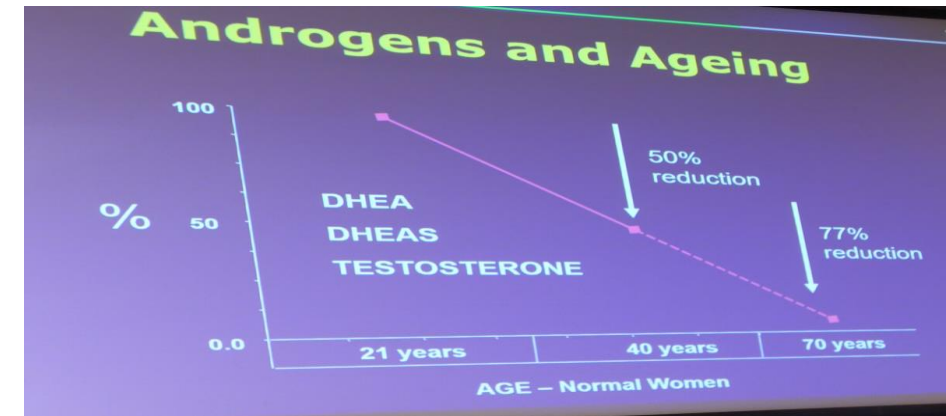 Androgens and Ageing
100
50%
reduction
DHEA
%
50
DHEAS
77%
reduction
TESTOSTERONE
0.0
21 years
40 years
70 years
AGE – Normal Women